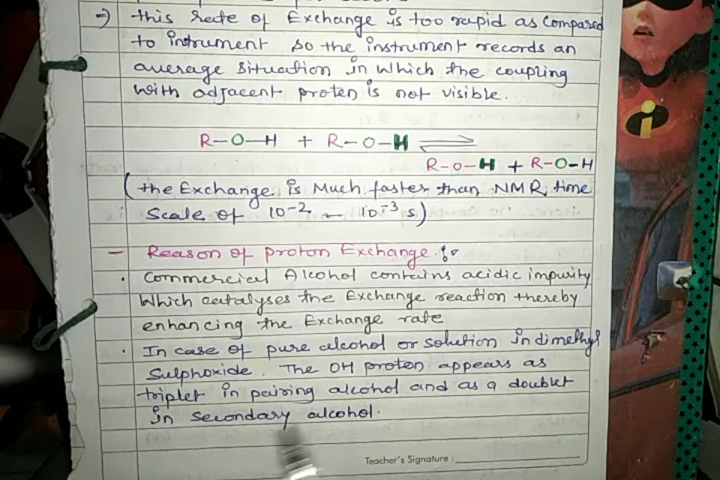 ⇒ this rate of Exchange is too rapid as compared
to intrument so the instrument records an
average situation in which the coupling
with adjacent proten is not visible.
R-O-H + R-O-H ⇌
R-O-H + R-O-H
(the Exchange is Much faster than NMR time
Scale of 10⁻² - 10⁻³ s)
- Reason of proton Exchange :-
· Commercial Alcohol contains acidic impurity
Which catalyses the Exchange reaction thereby
enhancing the Exchange rate
· In case of pure alcohol or solution in dimethyl
Sulphoxide. The OH proton appears as
triplet in pairing alcohol and as a doublet
in secondary alcohol.
Teacher's Signature :